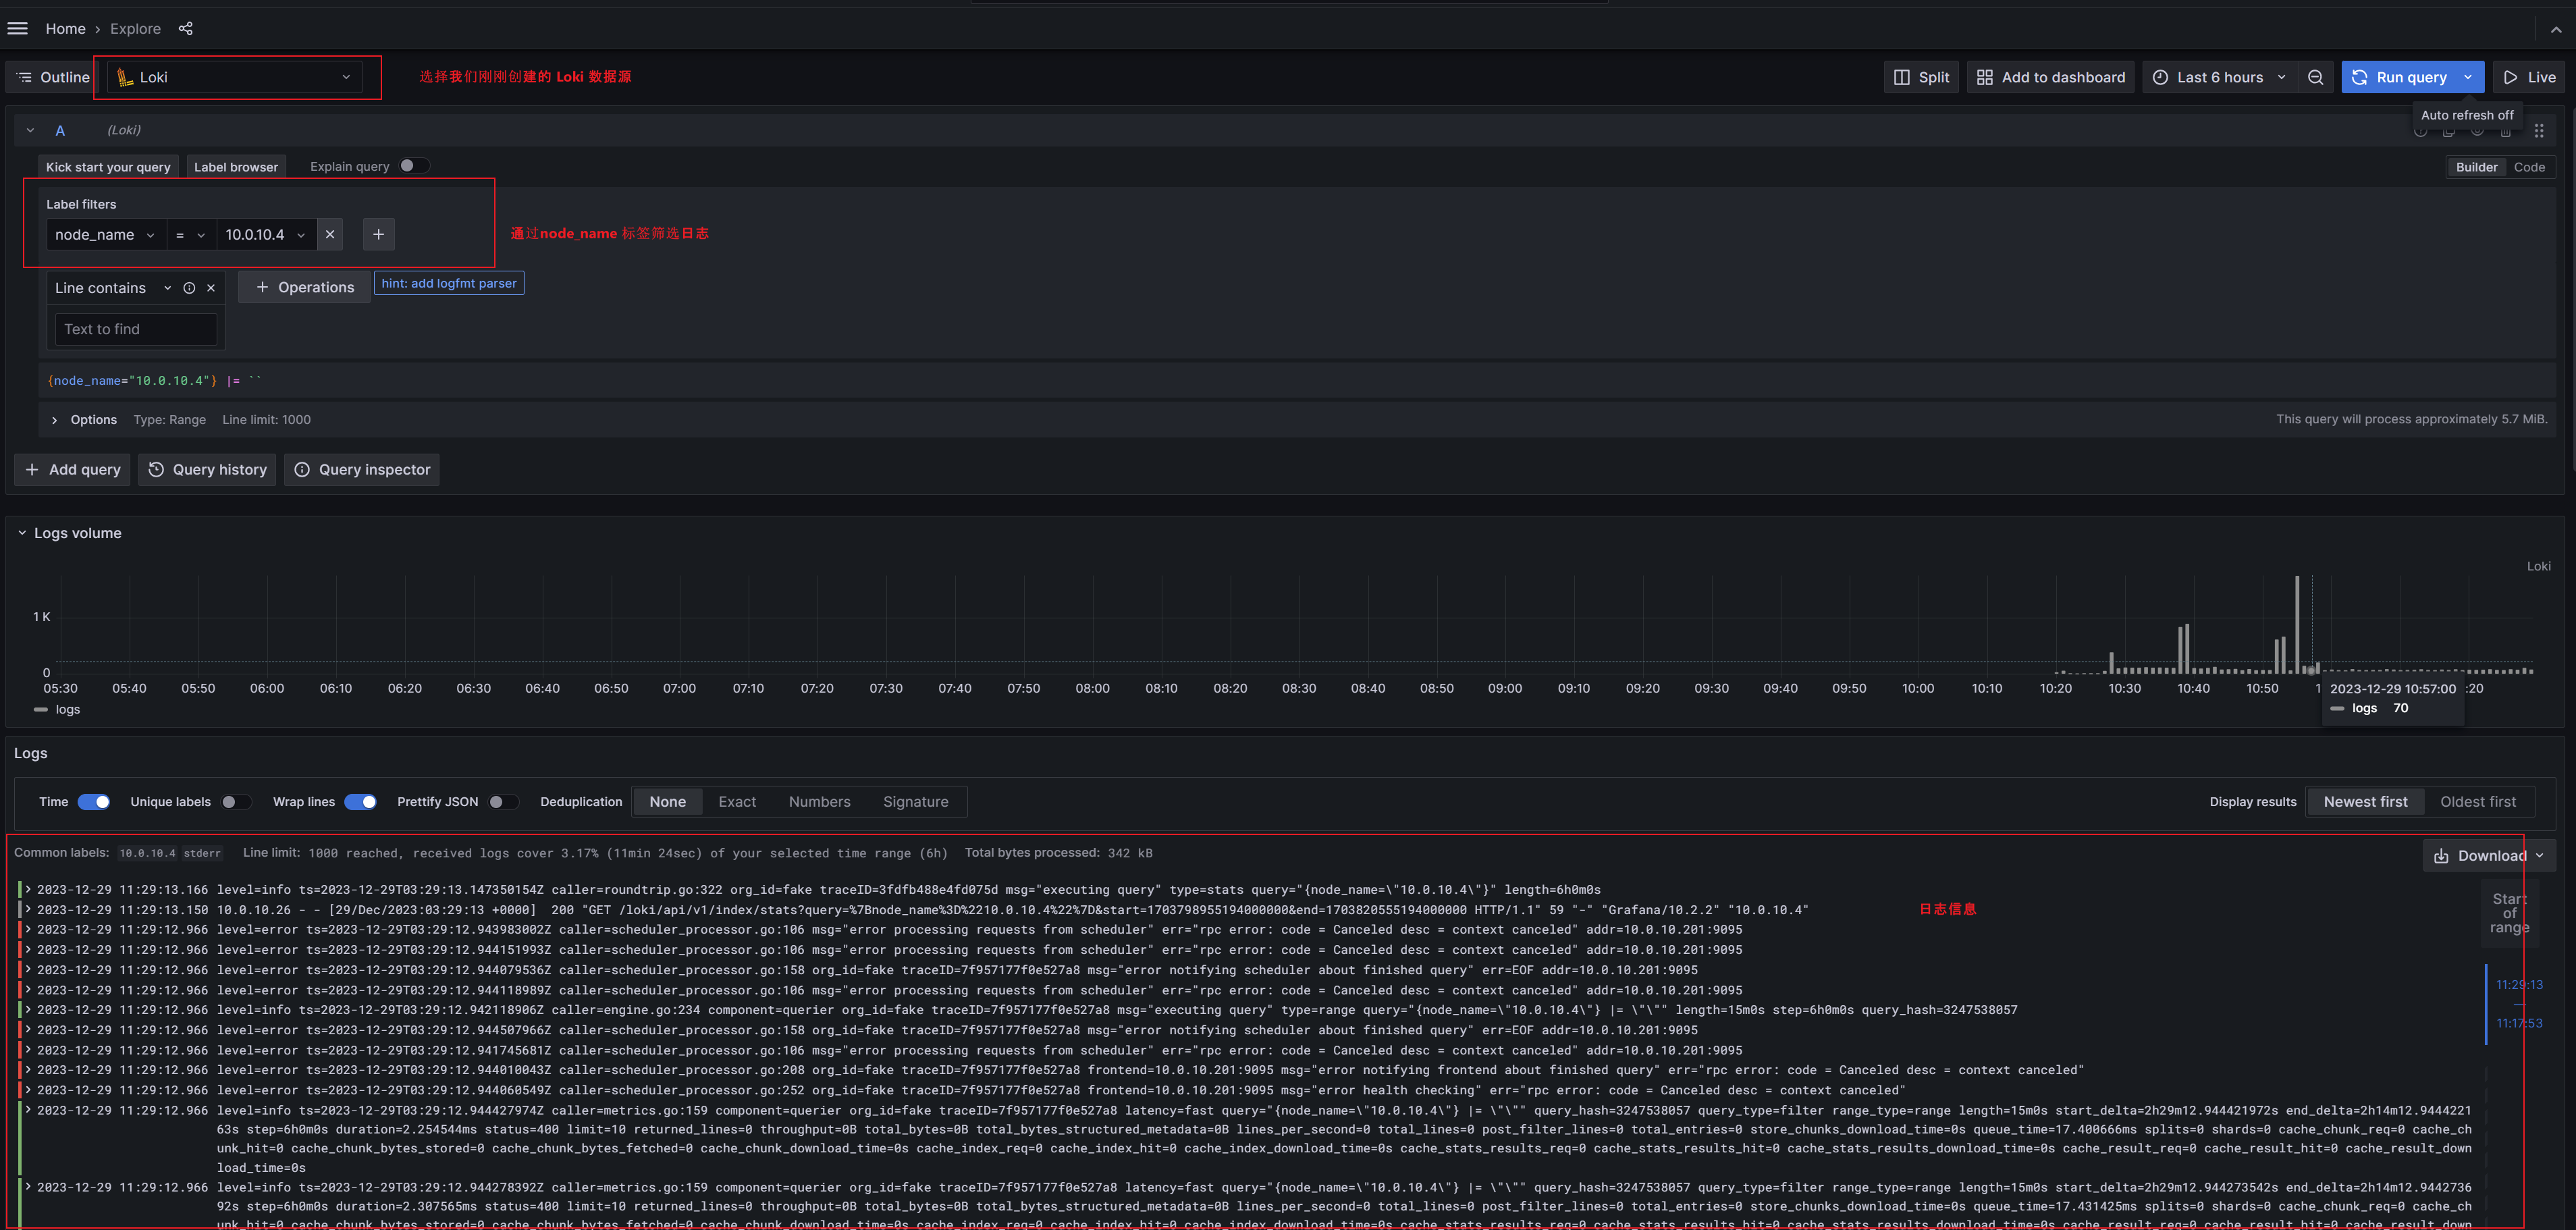 Home › Explore
Outline
Loki
选择我们刚刚创建的 Loki 数据源
Split
Add to dashboard
Last 6 hours
Run query
Live
Auto refresh off
A (Loki)
Kick start your query
Label browser
Explain query
Builder
Code
Label filters
node_name
=
10.0.10.4
通过node_name 标签筛选日志
Line contains
Operations
hint: add logfmt parser
Text to find
{node_name="10.0.10.4"} |= ``
Options Type: Range Line limit: 1000
This query will process approximately 5.7 MiB.
Add query
Query history
Query inspector
Logs volume
Loki
1 K
0
05:30 05:40 05:50 06:00 06:10 06:20 06:30 06:40 06:50 07:00 07:10 07:20 07:30 07:40 07:50 08:00 08:10 08:20 08:30 08:40 08:50 09:00 09:10 09:20 09:30 09:40 09:50 10:00 10:10 10:20 10:30 10:40 10:50 :20
2023-12-29 10:57:00
logs 70
logs
Logs
Time
Unique labels
Wrap lines
Prettify JSON
Deduplication
None
Exact
Numbers
Signature
Display results
Newest first
Oldest first
Common labels: 10.0.10.4 stderr Line limit: 1000 reached, received logs cover 3.17% (11min 24sec) of your selected time range (6h) Total bytes processed: 342 kB
Download
2023-12-29 11:29:13.166 level=info ts=2023-12-29T03:29:13.147350154Z caller=roundtrip.go:322 org_id=fake traceID=3fdfb488e4fd075d msg="executing query" type=stats query="{node_name=\"10.0.10.4\"}" length=6h0m0s
2023-12-29 11:29:13.150 10.0.10.26 - - [29/Dec/2023:03:29:13 +0000]  200 "GET /loki/api/v1/index/stats?query=%7Bnode_name%3D%2210.0.10.4%22%7D&start=1703798955194000000&end=1703820555194000000 HTTP/1.1" 59 "-" "Grafana/10.2.2" "10.0.10.4"
日志信息
2023-12-29 11:29:12.966 level=error ts=2023-12-29T03:29:12.943983002Z caller=scheduler_processor.go:106 msg="error processing requests from scheduler" err="rpc error: code = Canceled desc = context canceled" addr=10.0.10.201:9095
2023-12-29 11:29:12.966 level=error ts=2023-12-29T03:29:12.944151993Z caller=scheduler_processor.go:106 msg="error processing requests from scheduler" err="rpc error: code = Canceled desc = context canceled" addr=10.0.10.201:9095
2023-12-29 11:29:12.966 level=error ts=2023-12-29T03:29:12.944079536Z caller=scheduler_processor.go:158 org_id=fake traceID=7f957177f0e527a8 msg="error notifying scheduler about finished query" err=EOF addr=10.0.10.201:9095
2023-12-29 11:29:12.966 level=error ts=2023-12-29T03:29:12.944118989Z caller=scheduler_processor.go:106 msg="error processing requests from scheduler" err="rpc error: code = Canceled desc = context canceled" addr=10.0.10.201:9095
2023-12-29 11:29:12.966 level=info ts=2023-12-29T03:29:12.942118906Z caller=engine.go:234 component=querier org_id=fake traceID=7f957177f0e527a8 msg="executing query" type=range query="{node_name=\"10.0.10.4\"} |= \"\"" length=15m0s step=6h0m0s query_hash=3247538057
2023-12-29 11:29:12.966 level=error ts=2023-12-29T03:29:12.944507966Z caller=scheduler_processor.go:158 org_id=fake traceID=7f957177f0e527a8 msg="error notifying scheduler about finished query" err=EOF addr=10.0.10.201:9095
2023-12-29 11:29:12.966 level=error ts=2023-12-29T03:29:12.941745681Z caller=scheduler_processor.go:106 msg="error processing requests from scheduler" err="rpc error: code = Canceled desc = context canceled" addr=10.0.10.201:9095
2023-12-29 11:29:12.966 level=error ts=2023-12-29T03:29:12.944010043Z caller=scheduler_processor.go:208 org_id=fake traceID=7f957177f0e527a8 frontend=10.0.10.201:9095 msg="error notifying frontend about finished query" err="rpc error: code = Canceled desc = context canceled"
2023-12-29 11:29:12.966 level=error ts=2023-12-29T03:29:12.944060549Z caller=scheduler_processor.go:252 org_id=fake traceID=7f957177f0e527a8 frontend=10.0.10.201:9095 msg="error health checking" err="rpc error: code = Canceled desc = context canceled"
2023-12-29 11:29:12.966 level=info ts=2023-12-29T03:29:12.944427974Z caller=metrics.go:159 component=querier org_id=fake traceID=7f957177f0e527a8 latency=fast query="{node_name=\"10.0.10.4\"} |= \"\"" query_hash=3247538057 query_type=filter range_type=range length=15m0s start_delta=2h29m12.944421972s end_delta=2h14m12.9444221
63s step=6h0m0s duration=2.254544ms status=400 limit=10 returned_lines=0 throughput=0B total_bytes=0B total_bytes_structured_metadata=0B lines_per_second=0 total_lines=0 post_filter_lines=0 total_entries=0 store_chunks_download_time=0s queue_time=17.400666ms splits=0 shards=0 cache_chunk_req=0 cache_ch
unk_hit=0 cache_chunk_bytes_stored=0 cache_chunk_bytes_fetched=0 cache_chunk_download_time=0s cache_index_req=0 cache_index_hit=0 cache_index_download_time=0s cache_stats_results_req=0 cache_stats_results_hit=0 cache_stats_results_download_time=0s cache_result_req=0 cache_result_hit=0 cache_result_down
load_time=0s
2023-12-29 11:29:12.966 level=info ts=2023-12-29T03:29:12.944278392Z caller=metrics.go:159 component=querier org_id=fake traceID=7f957177f0e527a8 latency=fast query="{node_name=\"10.0.10.4\"} |= \"\"" query_hash=3247538057 query_type=filter range_type=range length=15m0s start_delta=2h29m12.944273542s end_delta=2h14m12.9442736
92s step=6h0m0s duration=2.307565ms status=400 limit=10 returned_lines=0 throughput=0B total_bytes=0B total_bytes_structured_metadata=0B lines_per_second=0 total_lines=0 post_filter_lines=0 total_entries=0 store_chunks_download_time=0s queue_time=17.431425ms splits=0 shards=0 cache_chunk_req=0 cache_ch
unk_hit=0 cache_chunk_bytes_stored=0 cache_chunk_bytes_fetched=0 cache_chunk_download_time=0s cache_index_req=0 cache_index_hit=0 cache_index_download_time=0s cache_stats_results_req=0 cache_stats_results_hit=0 cache_stats_results_download_time=0s cache_result_req=0 cache_result_hit=0 cache_result_down
Start
of
range
11:29:13
—
11:17:53